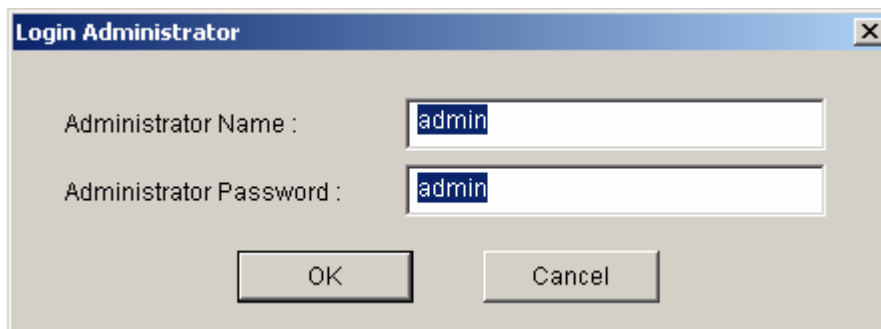 Login Administrator
Administrator Name : admin
Administrator Password : admin
OK Cancel